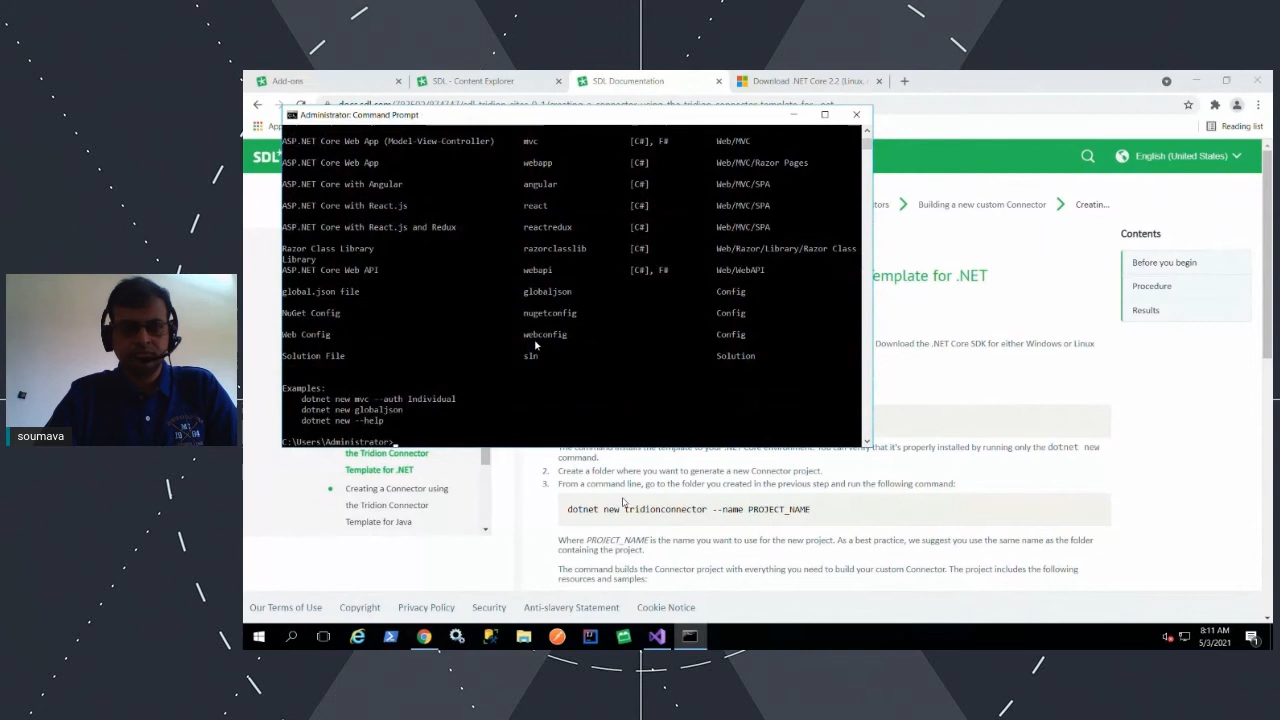 Add-ons
SDL - Content Explorer
SDL Documentation
Download .NET Core 2.2 (Linux,
Administrator: Command Prompt
Reading list
SDL
English (United States)
ASP.NET Core Web App (Model-View-Controller) mvc [C#], F# Web/MVC
ASP.NET Core Web App webapp [C#] Web/MVC/Razor Pages
ASP.NET Core with Angular angular [C#] Web/MVC/SPA
ASP.NET Core with React.js react [C#] Web/MVC/SPA
ASP.NET Core with React.js and Redux reactredux [C#] Web/MVC/SPA
Razor Class Library razorclasslib [C#] Web/Razor/Library/Razor Class
Library
ASP.NET Core Web API webapi [C#], F# Web/WebAPI
global.json file globaljson Config
NuGet Config nugetconfig Config
Web Config webconfig Config
Solution File sln Solution
Examples:
dotnet new mvc --auth Individual
dotnet new globaljson
dotnet new --help
C:\Users\Administrator>
Building a new custom Connector
Creatin...
Contents
Before you begin
Procedure
Results
emplate for .NET
Download the .NET Core SDK for either Windows or Linux
properly installed by running only the dotnet new
command.
2. Create a folder where you want to generate a new Connector project.
3. From a command line, go to the folder you created in the previous step and run the following command:
dotnet new tridionconnector --name PROJECT_NAME
Where PROJECT_NAME is the name you want to use for the new project. As a best practice, we suggest you use the same name as the folder
containing the project.
The command builds the Connector project with everything you need to build your custom Connector. The project includes the following
resources and samples:
the Tridion Connector
Template for .NET
Creating a Connector using
the Tridion Connector
Template for Java
Our Terms of Use
Copyright
Privacy Policy
Security
Anti-slavery Statement
Cookie Notice
8:11 AM
5/3/2021
soumava